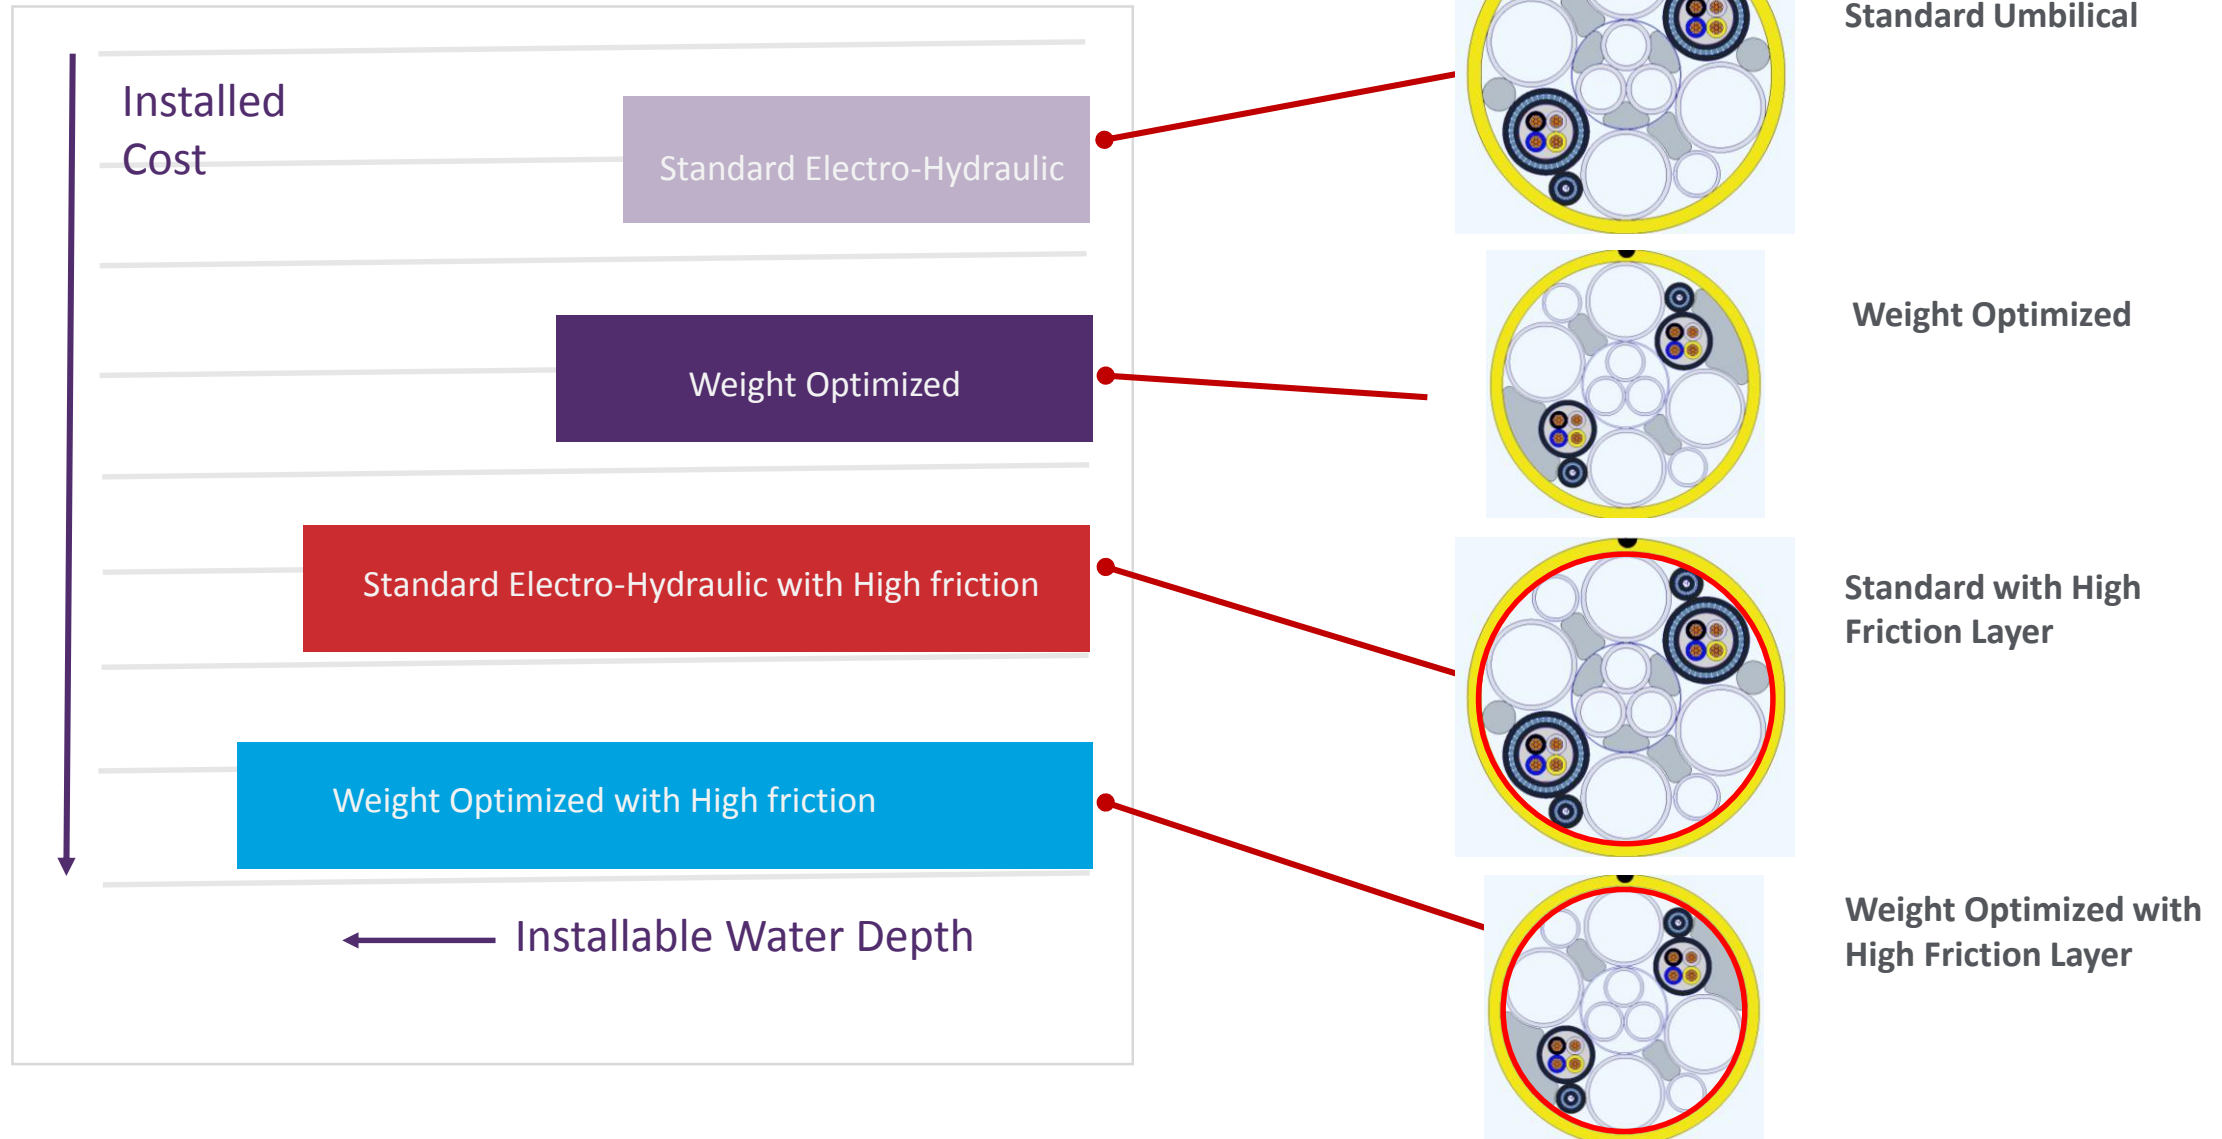 Installed
Cost
Standard Electro-Hydraulic
Weight Optimized
Standard Electro-Hydraulic with High friction
Weight Optimized with High friction
Installable Water Depth
Standard Umbilical
Weight Optimized
Standard with High
Friction Layer
Weight Optimized with
High Friction Layer